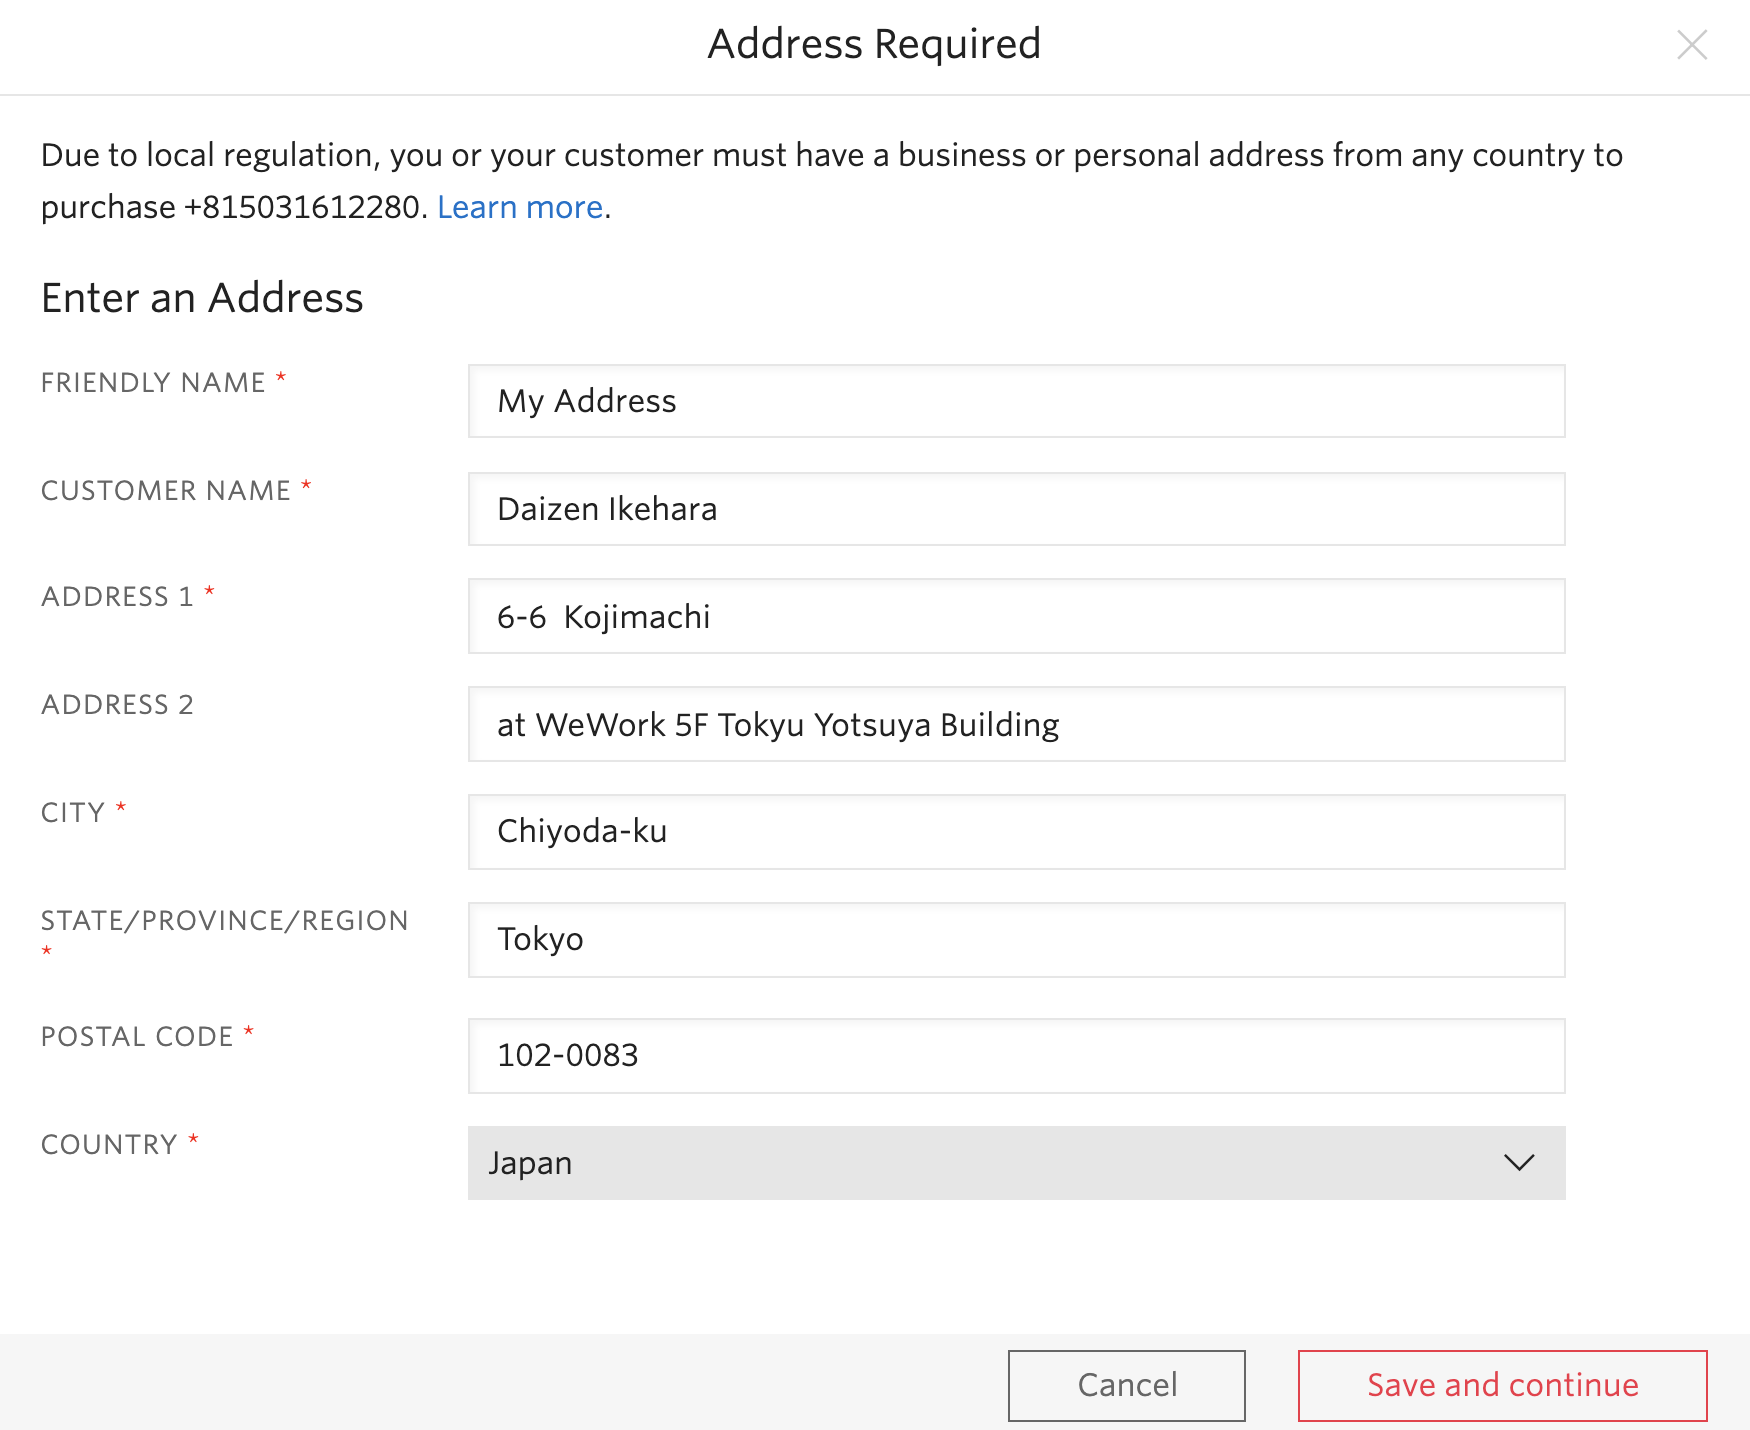 Address Required
Due to local regulation, you or your customer must have a business or personal address from any country to
purchase +815031612280. Learn more.
Enter an Address
FRIENDLY NAME *
My Address
CUSTOMER NAME *
Daizen Ikehara
ADDRESS 1 *
6-6  Kojimachi
ADDRESS 2
at WeWork 5F Tokyu Yotsuya Building
CITY *
Chiyoda-ku
STATE/PROVINCE/REGION
*
Tokyo
POSTAL CODE *
102-0083
COUNTRY *
Japan
Cancel
Save and continue